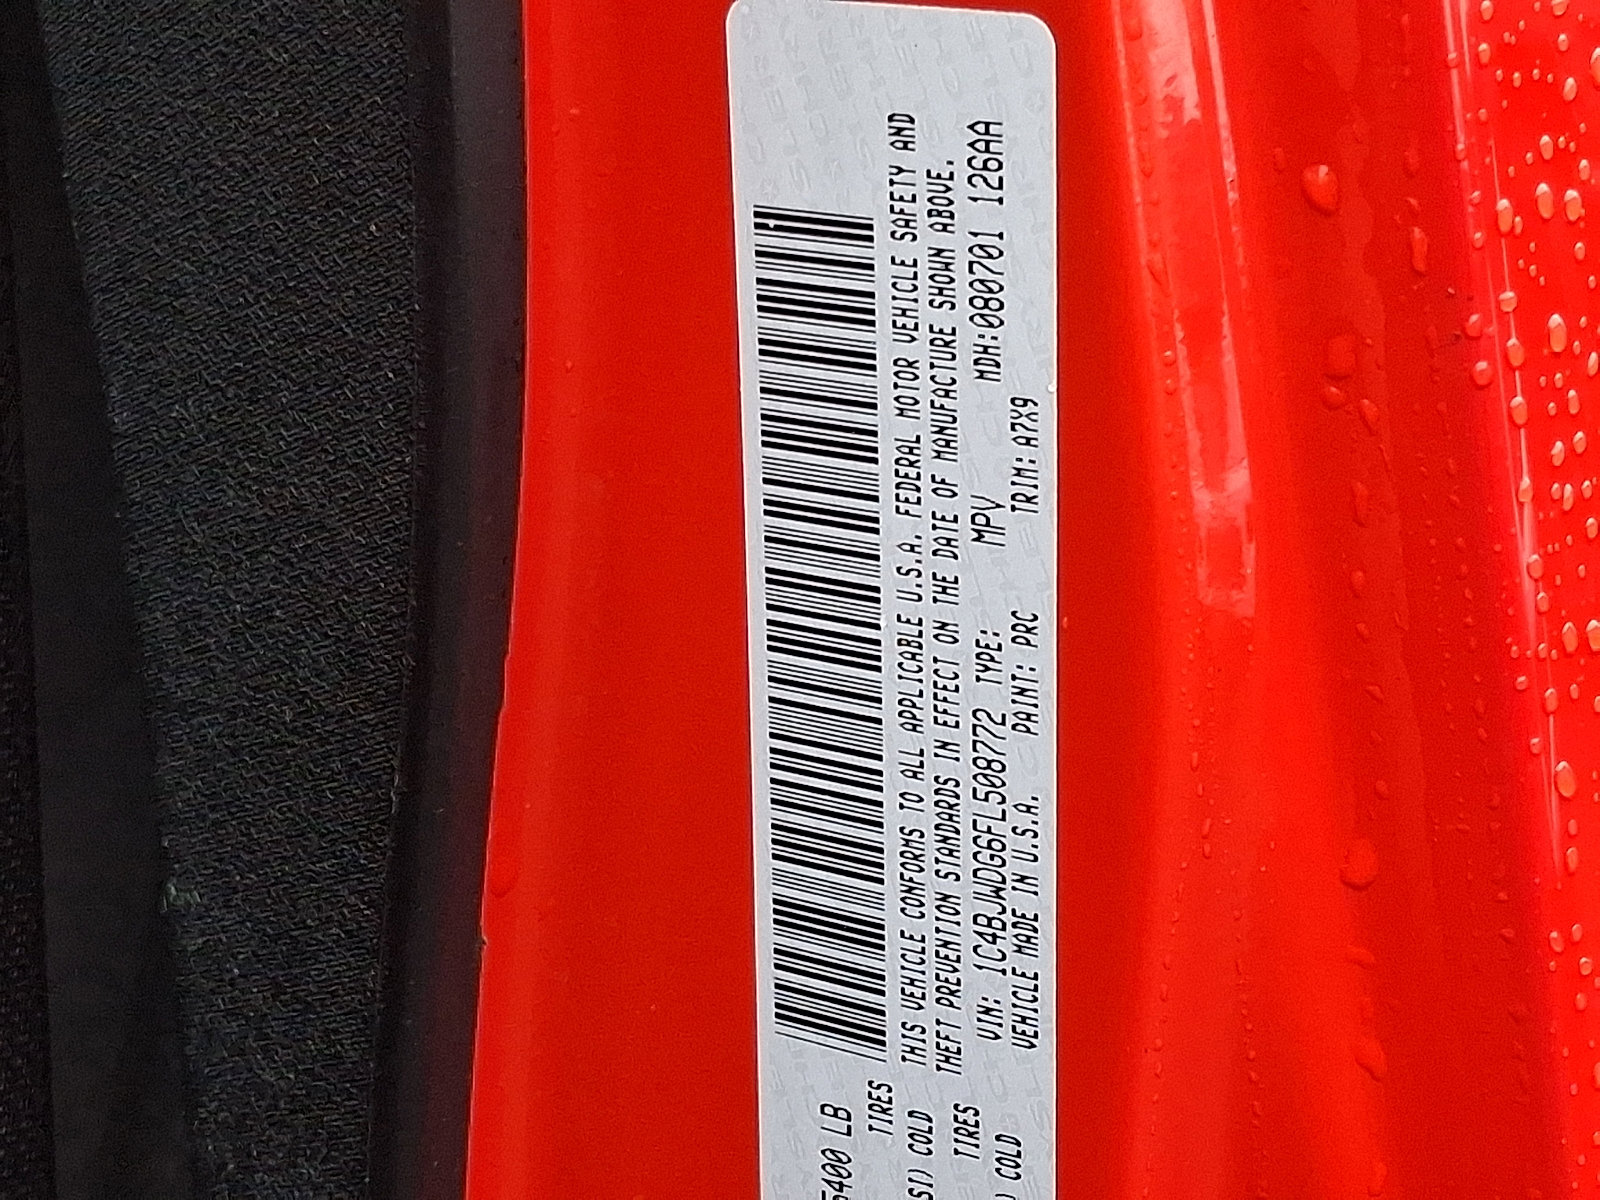 5400 LB
TIRES
SI) COLD
TIRES
) COLD
THIS VEHICLE CONFORMS TO ALL APPLICABLE U.S.A. FEDERAL MOTOR VEHICLE SAFETY AND
THEFT PREVENTION STANDARDS IN EFFECT ON THE DATE OF MANUFACTURE SHOWN ABOVE.
VIN: 1C4BJWDG6FL508772 TYPE: MPV MDH:080701 126AA
VEHICLE MADE IN U.S.A. PAINT: PRC TRIM: A7X9